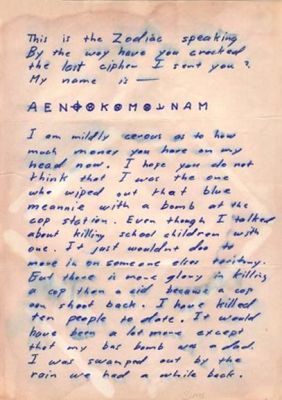 This is the Zodiac speaking
By the way have you cracked
the last cipher I sent you?
My name is —
A E N ⌖ ⊗ K ⊗ M ⊗ ⅃ N A M
I am mildly cerous as to how
much money you have on my
head now. I hope you do not
think that I was the one
who wiped out that blue
meannie with a bomb at the
cop station. Even though I talked
about killing school children with
one. It just wouldnt doo to
move in on someone elses teritory.
But there is more glory in killing
a cop then a cid because a cop
can shoot back. I have killed
ten people to date. It would
have been a lot more except
that my bus bomb was a dud.
I was swamped out by the
rain we had a while back.